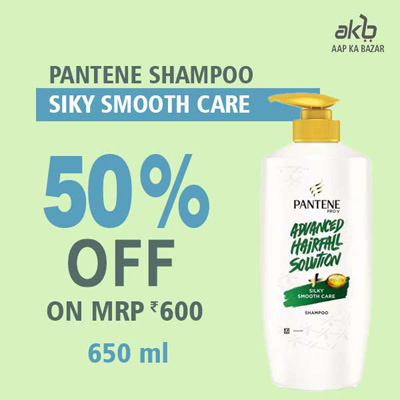 akb
AAP KA BAZAR
PANTENE SHAMPOO
SIKY SMOOTH CARE
50%
OFF
ON MRP ₹600
650 ml
PANTENE
PRO-V
ADVANCED
HAIRFALL
SOLUTION
+
SILKY
SMOOTH CARE
SHAMPOO